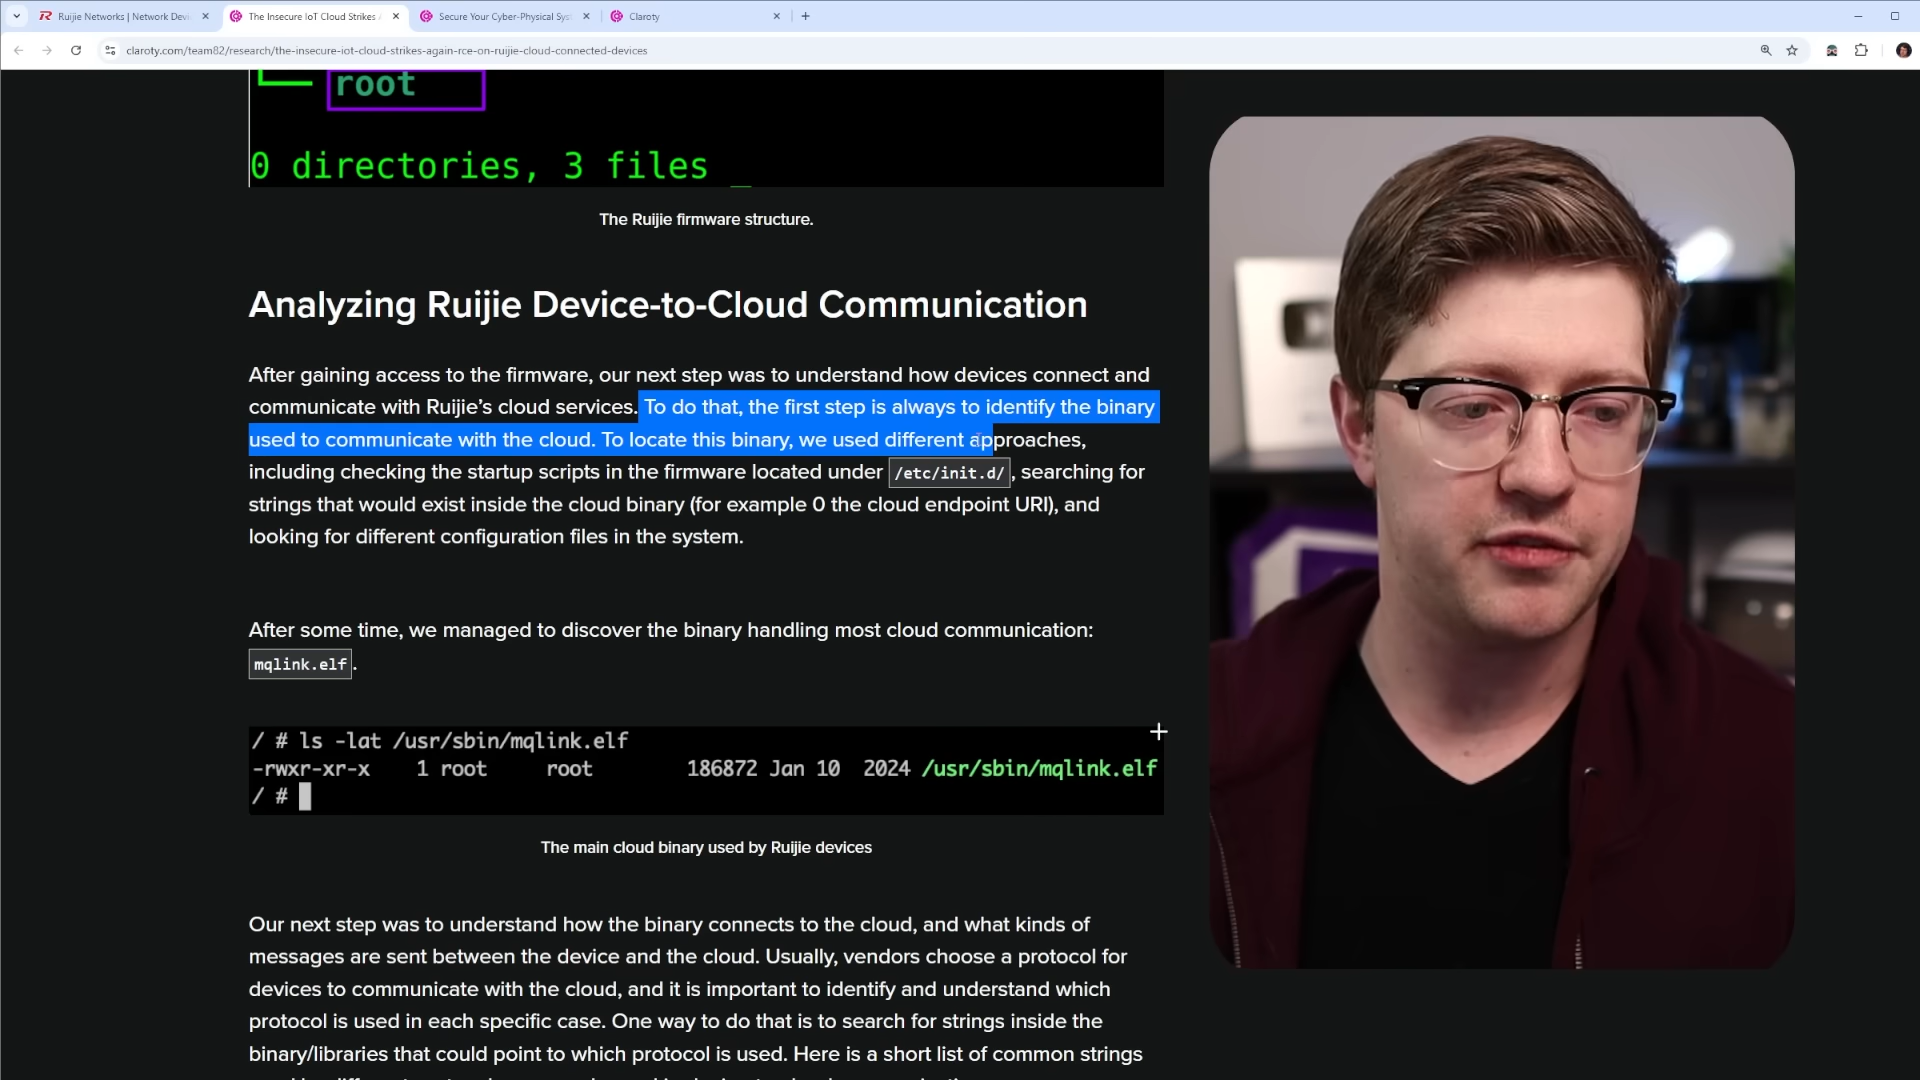 Ruijie Networks | Network Devi
The Insecure IoT Cloud Strikes A
Secure Your Cyber-Physical Sys
Claroty
claroty.com/team82/research/the-insecure-iot-cloud-strikes-again-rce-on-ruijie-cloud-connected-devices
root
0 directories, 3 files
The Ruijie firmware structure.
Analyzing Ruijie Device-to-Cloud Communication
After gaining access to the firmware, our next step was to understand how devices connect and
communicate with Ruijie’s cloud services. To do that, the first step is always to identify the binary
used to communicate with the cloud. To locate this binary, we used different approaches,
including checking the startup scripts in the firmware located under /etc/init.d/, searching for
strings that would exist inside the cloud binary (for example 0 the cloud endpoint URI), and
looking for different configuration files in the system.
After some time, we managed to discover the binary handling most cloud communication:
mqlink.elf.
/ # ls -lat /usr/sbin/mqlink.elf
-rwxr-xr-x 1 root root 186872 Jan 10 2024 /usr/sbin/mqlink.elf
/ #
The main cloud binary used by Ruijie devices
Our next step was to understand how the binary connects to the cloud, and what kinds of
messages are sent between the device and the cloud. Usually, vendors choose a protocol for
devices to communicate with the cloud, and it is important to identify and understand which
protocol is used in each specific case. One way to do that is to search for strings inside the
binary/libraries that could point to which protocol is used. Here is a short list of common strings